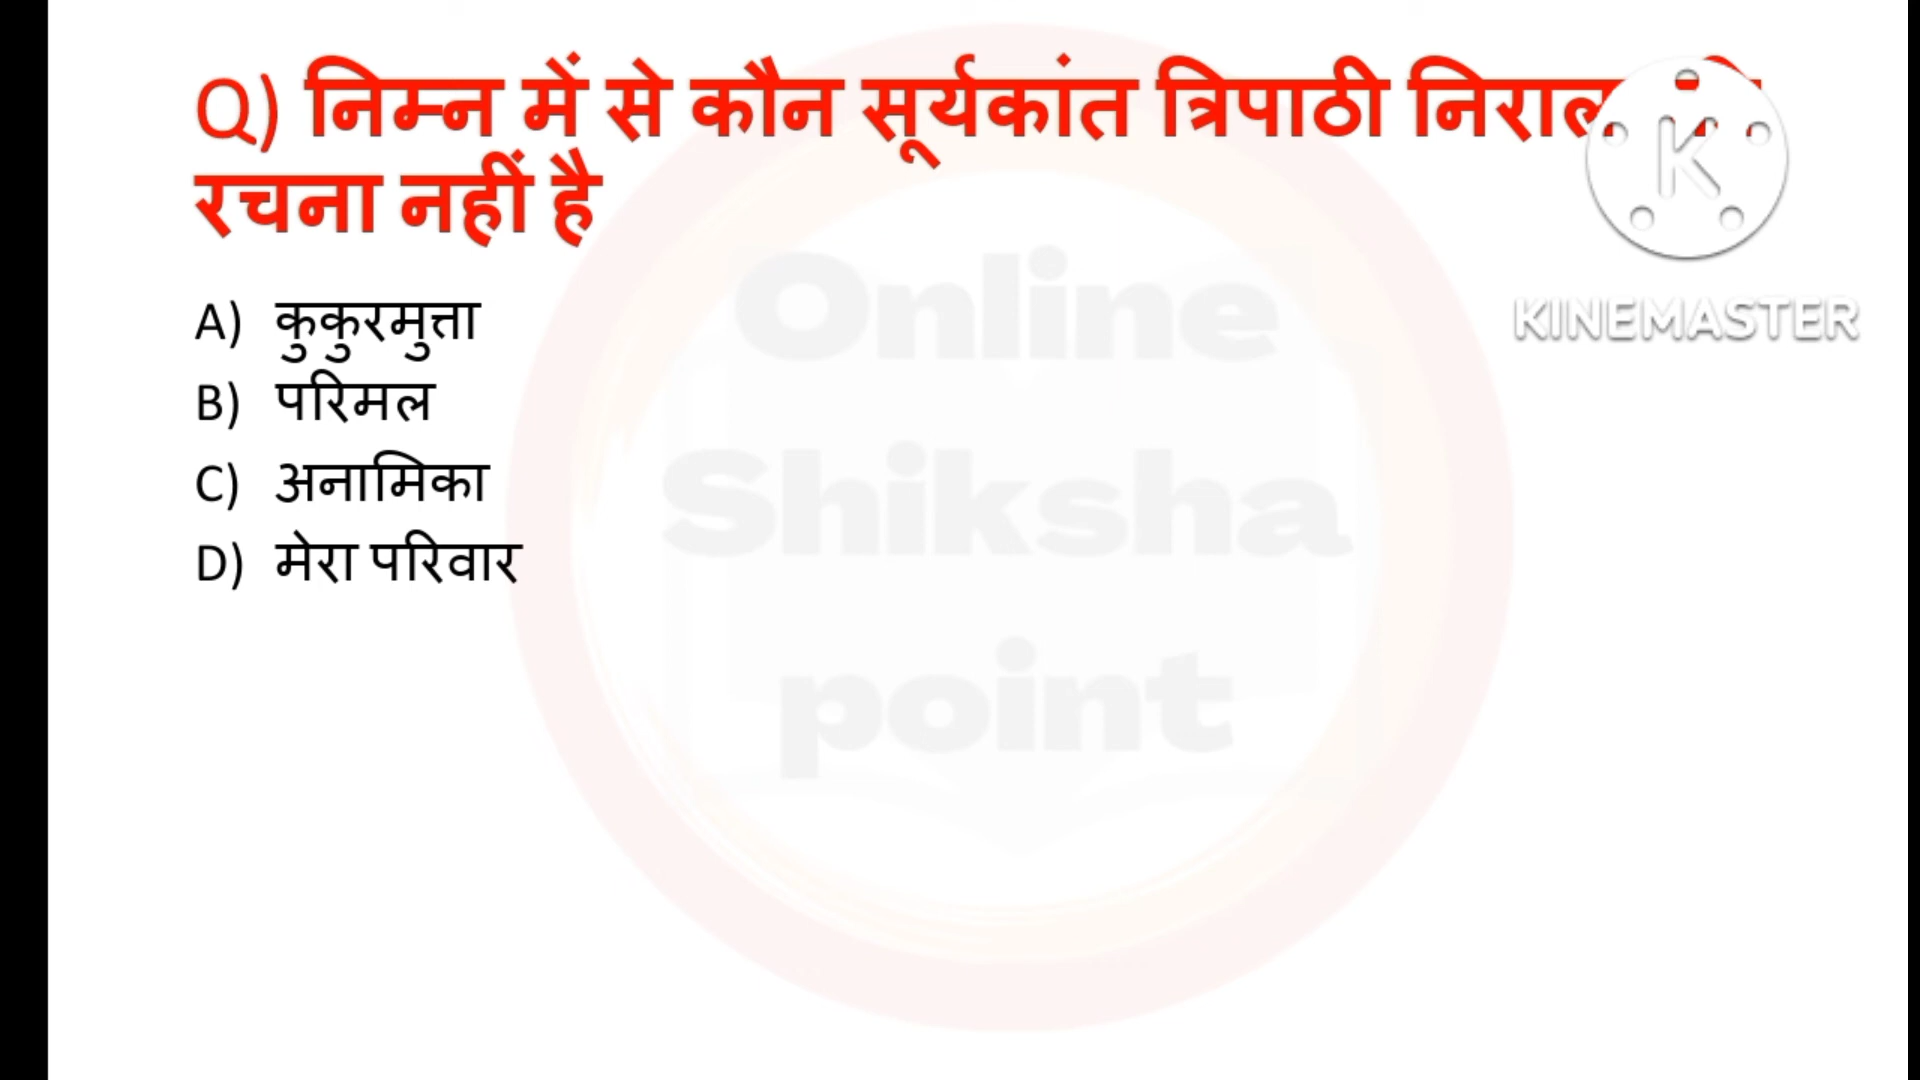 Q) निम्न में से कौन सूर्यकांत त्रिपाठी
रचना नहीं है
A) कुकुरमुत्ता
B) परिमल
C) अनामिका
D) मेरा परिवार
K
KINEMASTER
Online
Shiksha
point